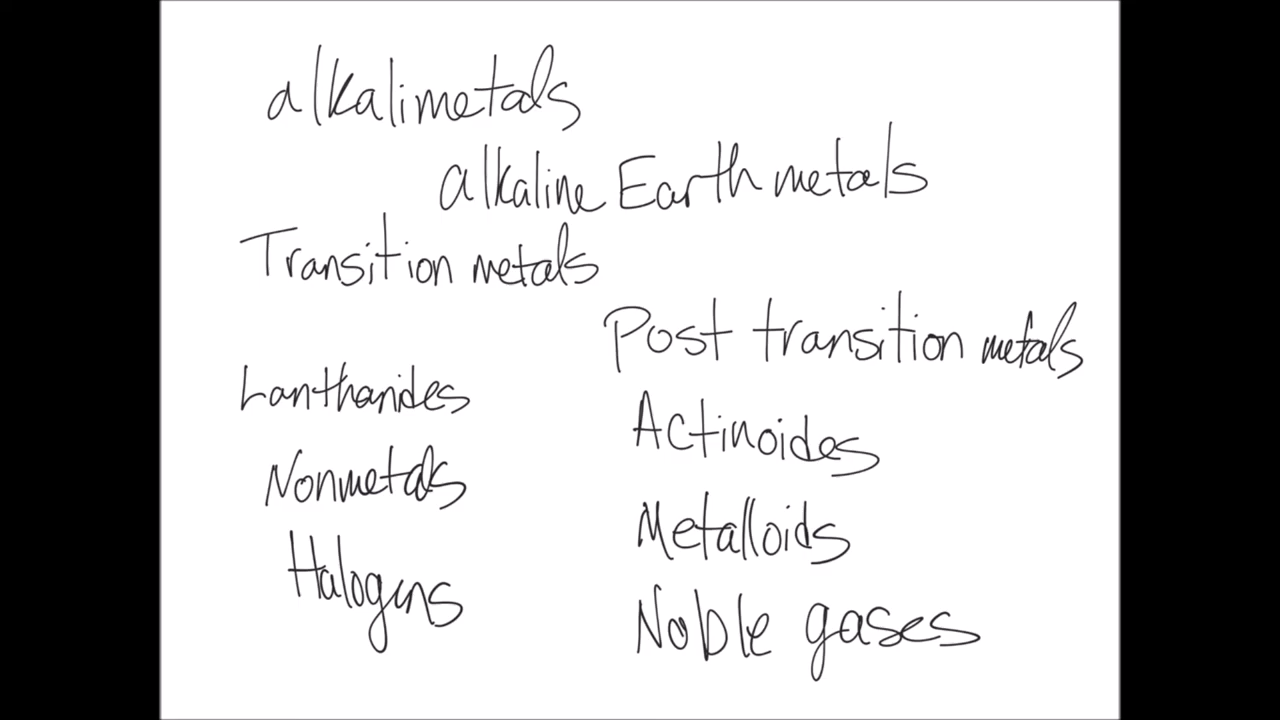 alkalimetals
alkaline Earth metals
Transition metals
Post transition metals
Lanthanides
Actinoides
Nonmetals
Metalloids
Halogens
Noble gases